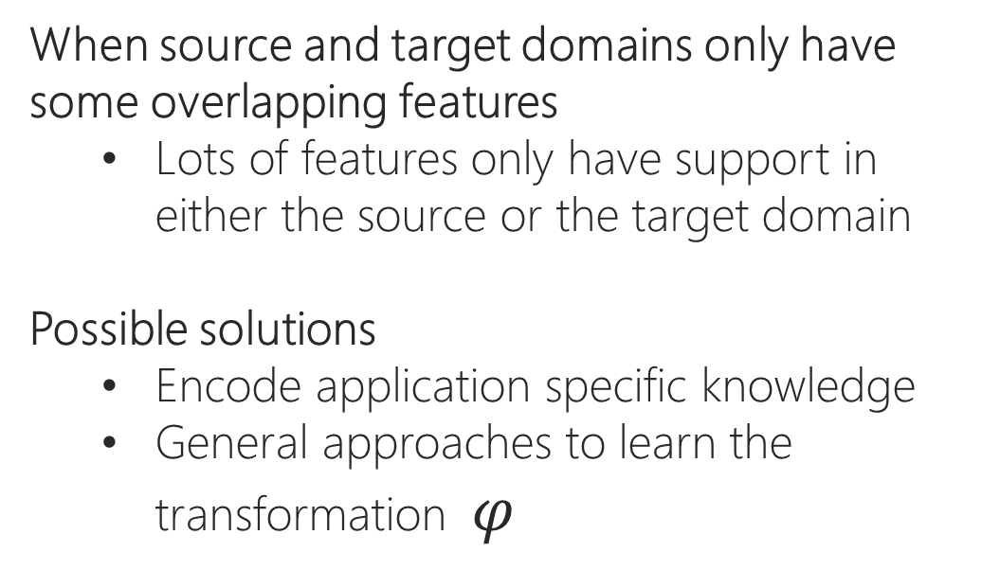 When source and target domains only have
some overlapping features
• Lots of features only have support in
either the source or the target domain
Possible solutions
• Encode application specific knowledge
• General approaches to learn the
transformation φ